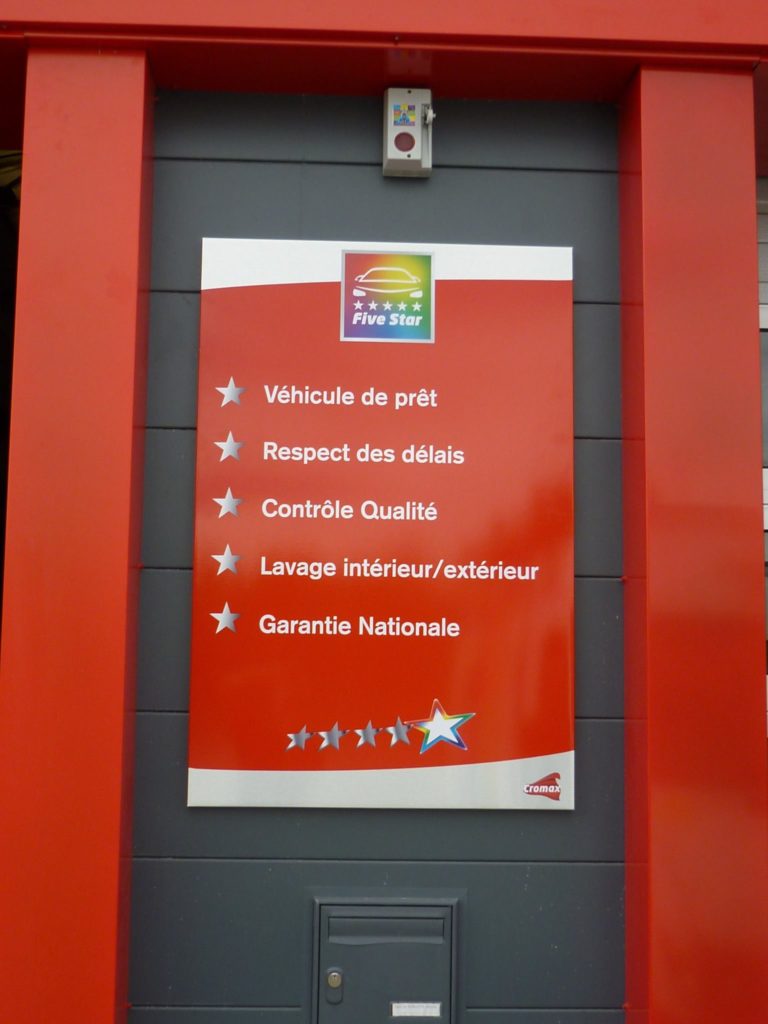 Five Star
Véhicule de prêt
Respect des délais
Contrôle Qualité
Lavage intérieur/extérieur
Garantie Nationale
Cromax